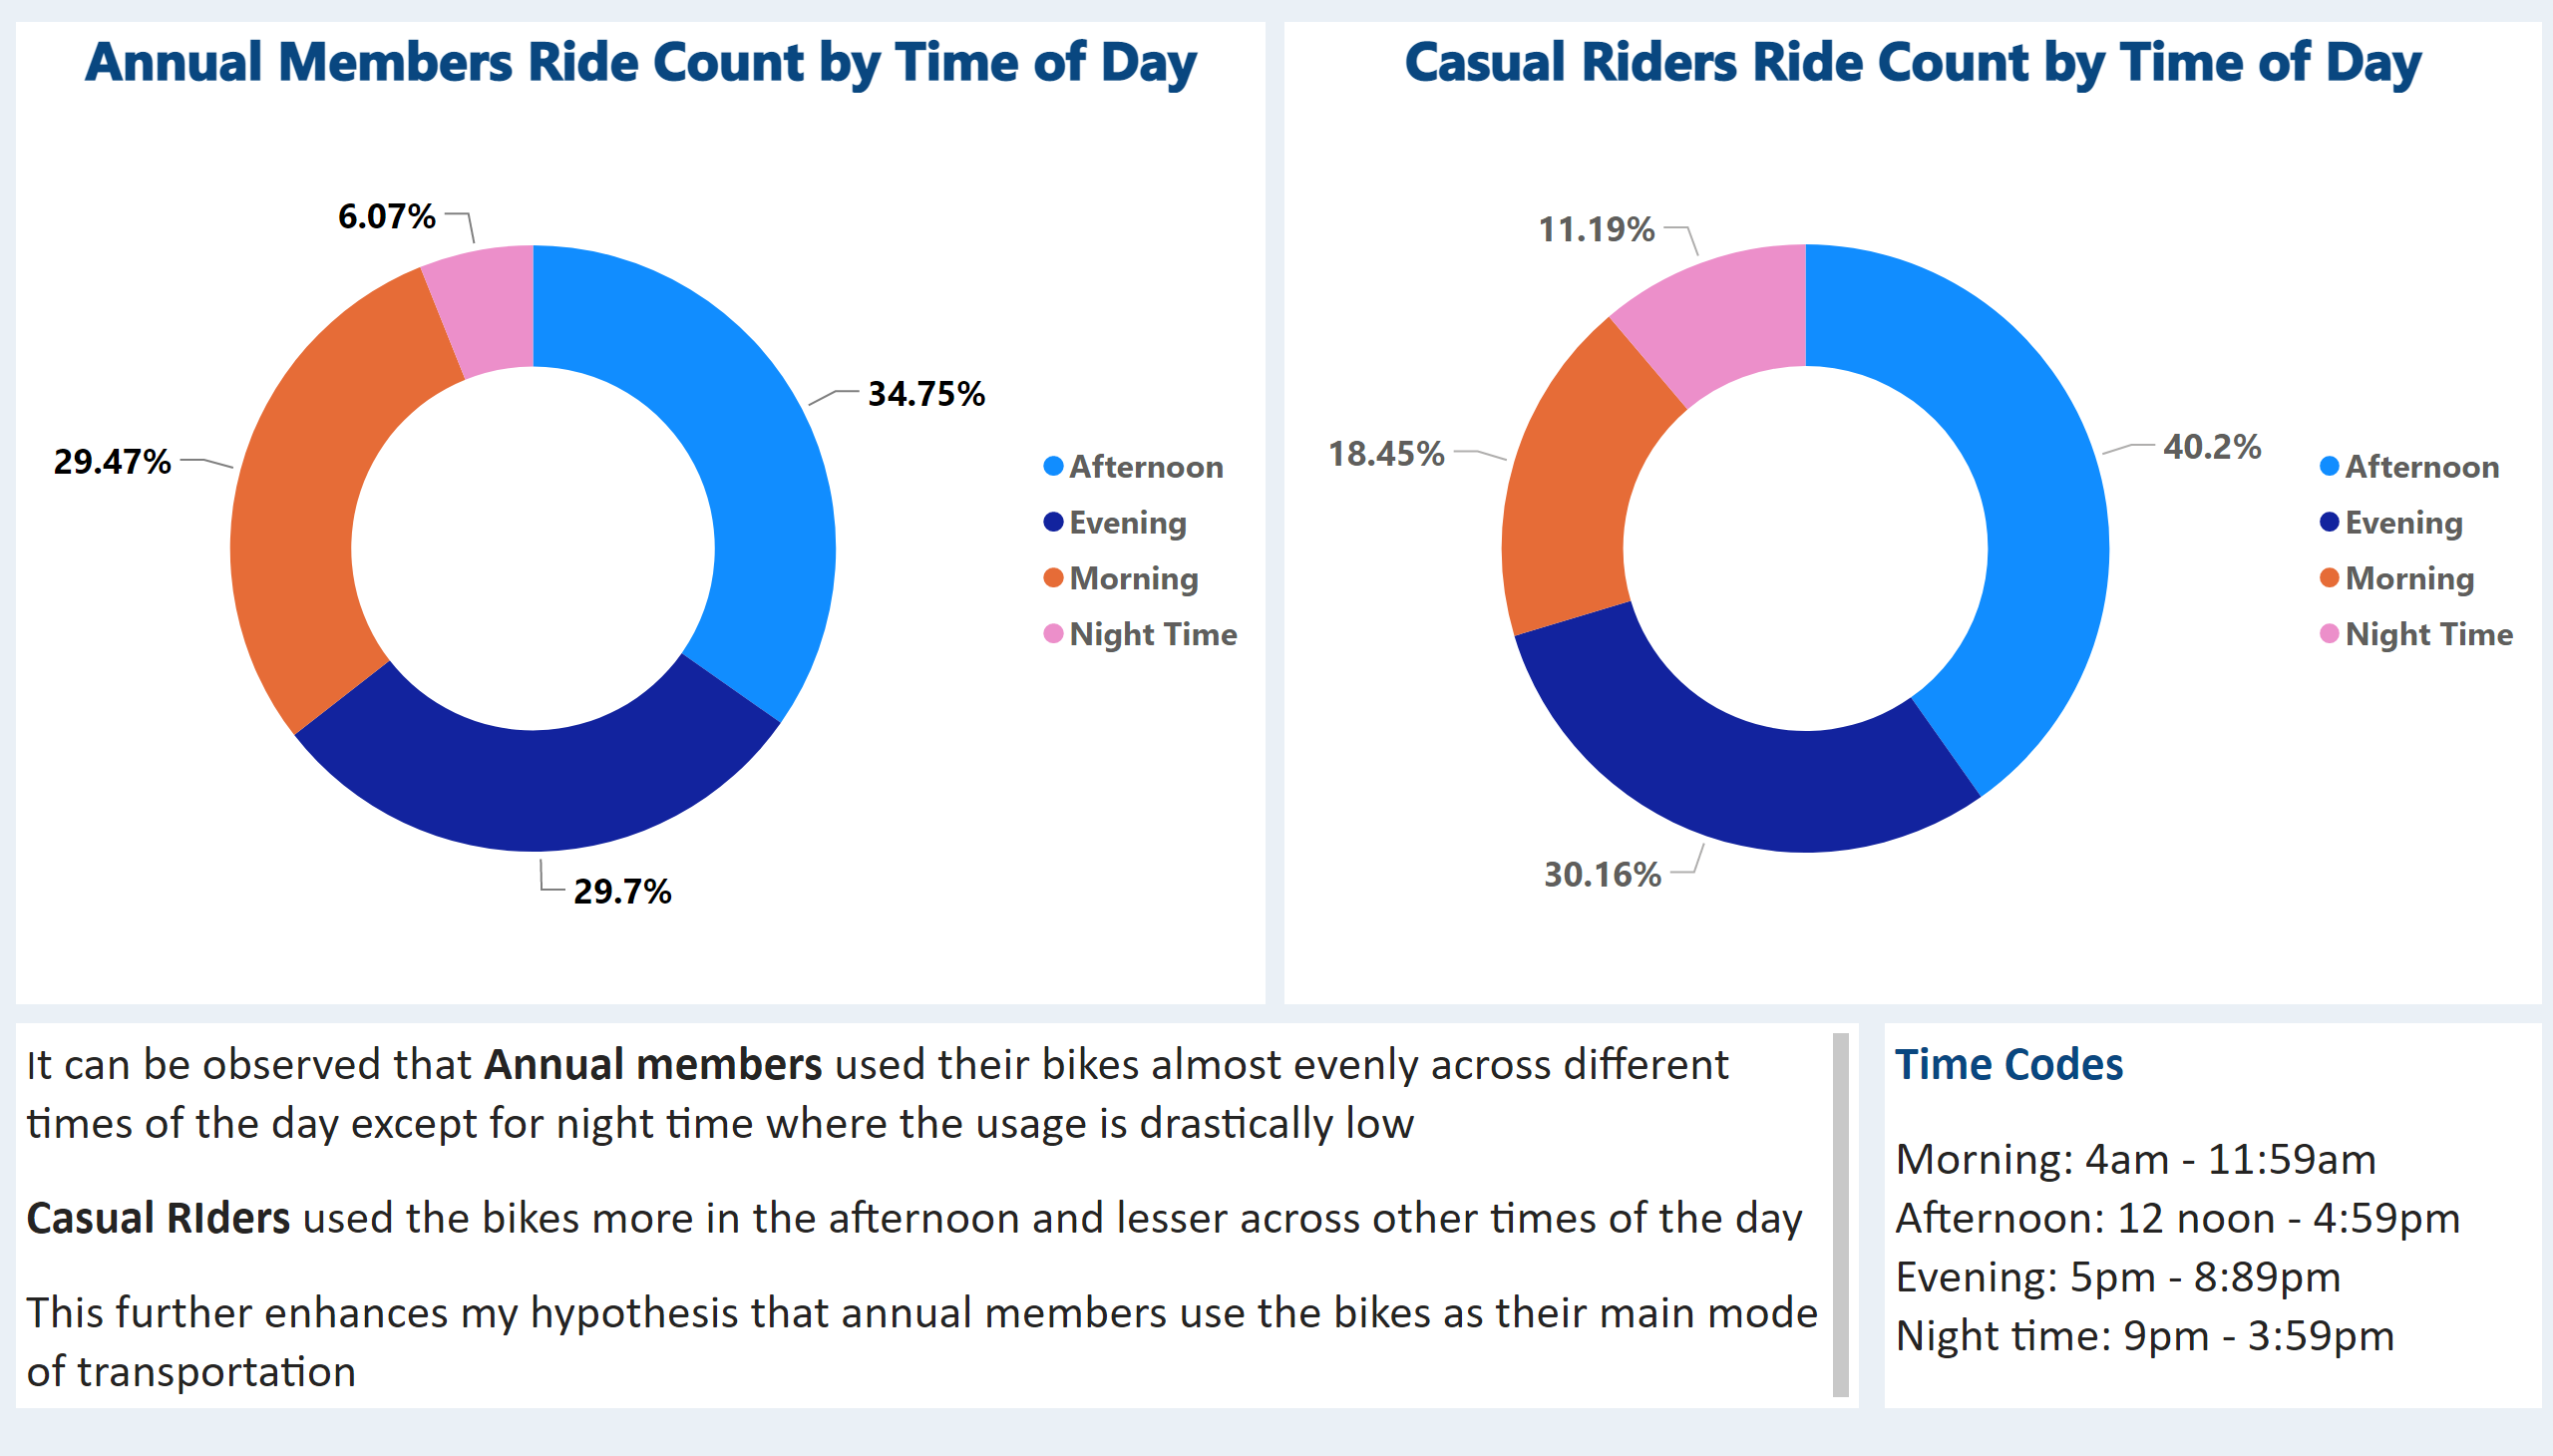 Annual Members Ride Count by Time of Day
6.07%
34.75%
29.47%
29.7%
Afternoon
Evening
Morning
Night Time
Casual Riders Ride Count by Time of Day
11.19%
40.2%
18.45%
30.16%
Afternoon
Evening
Morning
Night Time
It can be observed that Annual members used their bikes almost evenly across different
times of the day except for night time where the usage is drastically low
Casual RIders used the bikes more in the afternoon and lesser across other times of the day
This further enhances my hypothesis that annual members use the bikes as their main mode
of transportation
Time Codes
Morning: 4am - 11:59am
Afternoon: 12 noon - 4:59pm
Evening: 5pm - 8:89pm
Night time: 9pm - 3:59pm